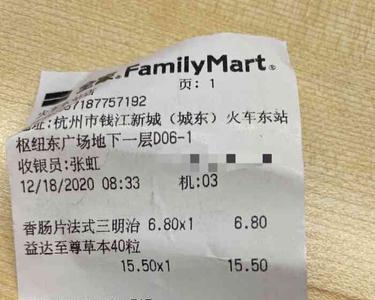 FamilyMart®
页: 1
57187757192
址:杭州市钱江新城（城东）火车东站
枢纽东广场地下一层D06-1
收银员:张虹
12/18/2020 08:33 机:03
香肠片法式三明治 6.80x1 6.80
益达至尊草本40粒
15.50x1 15.50